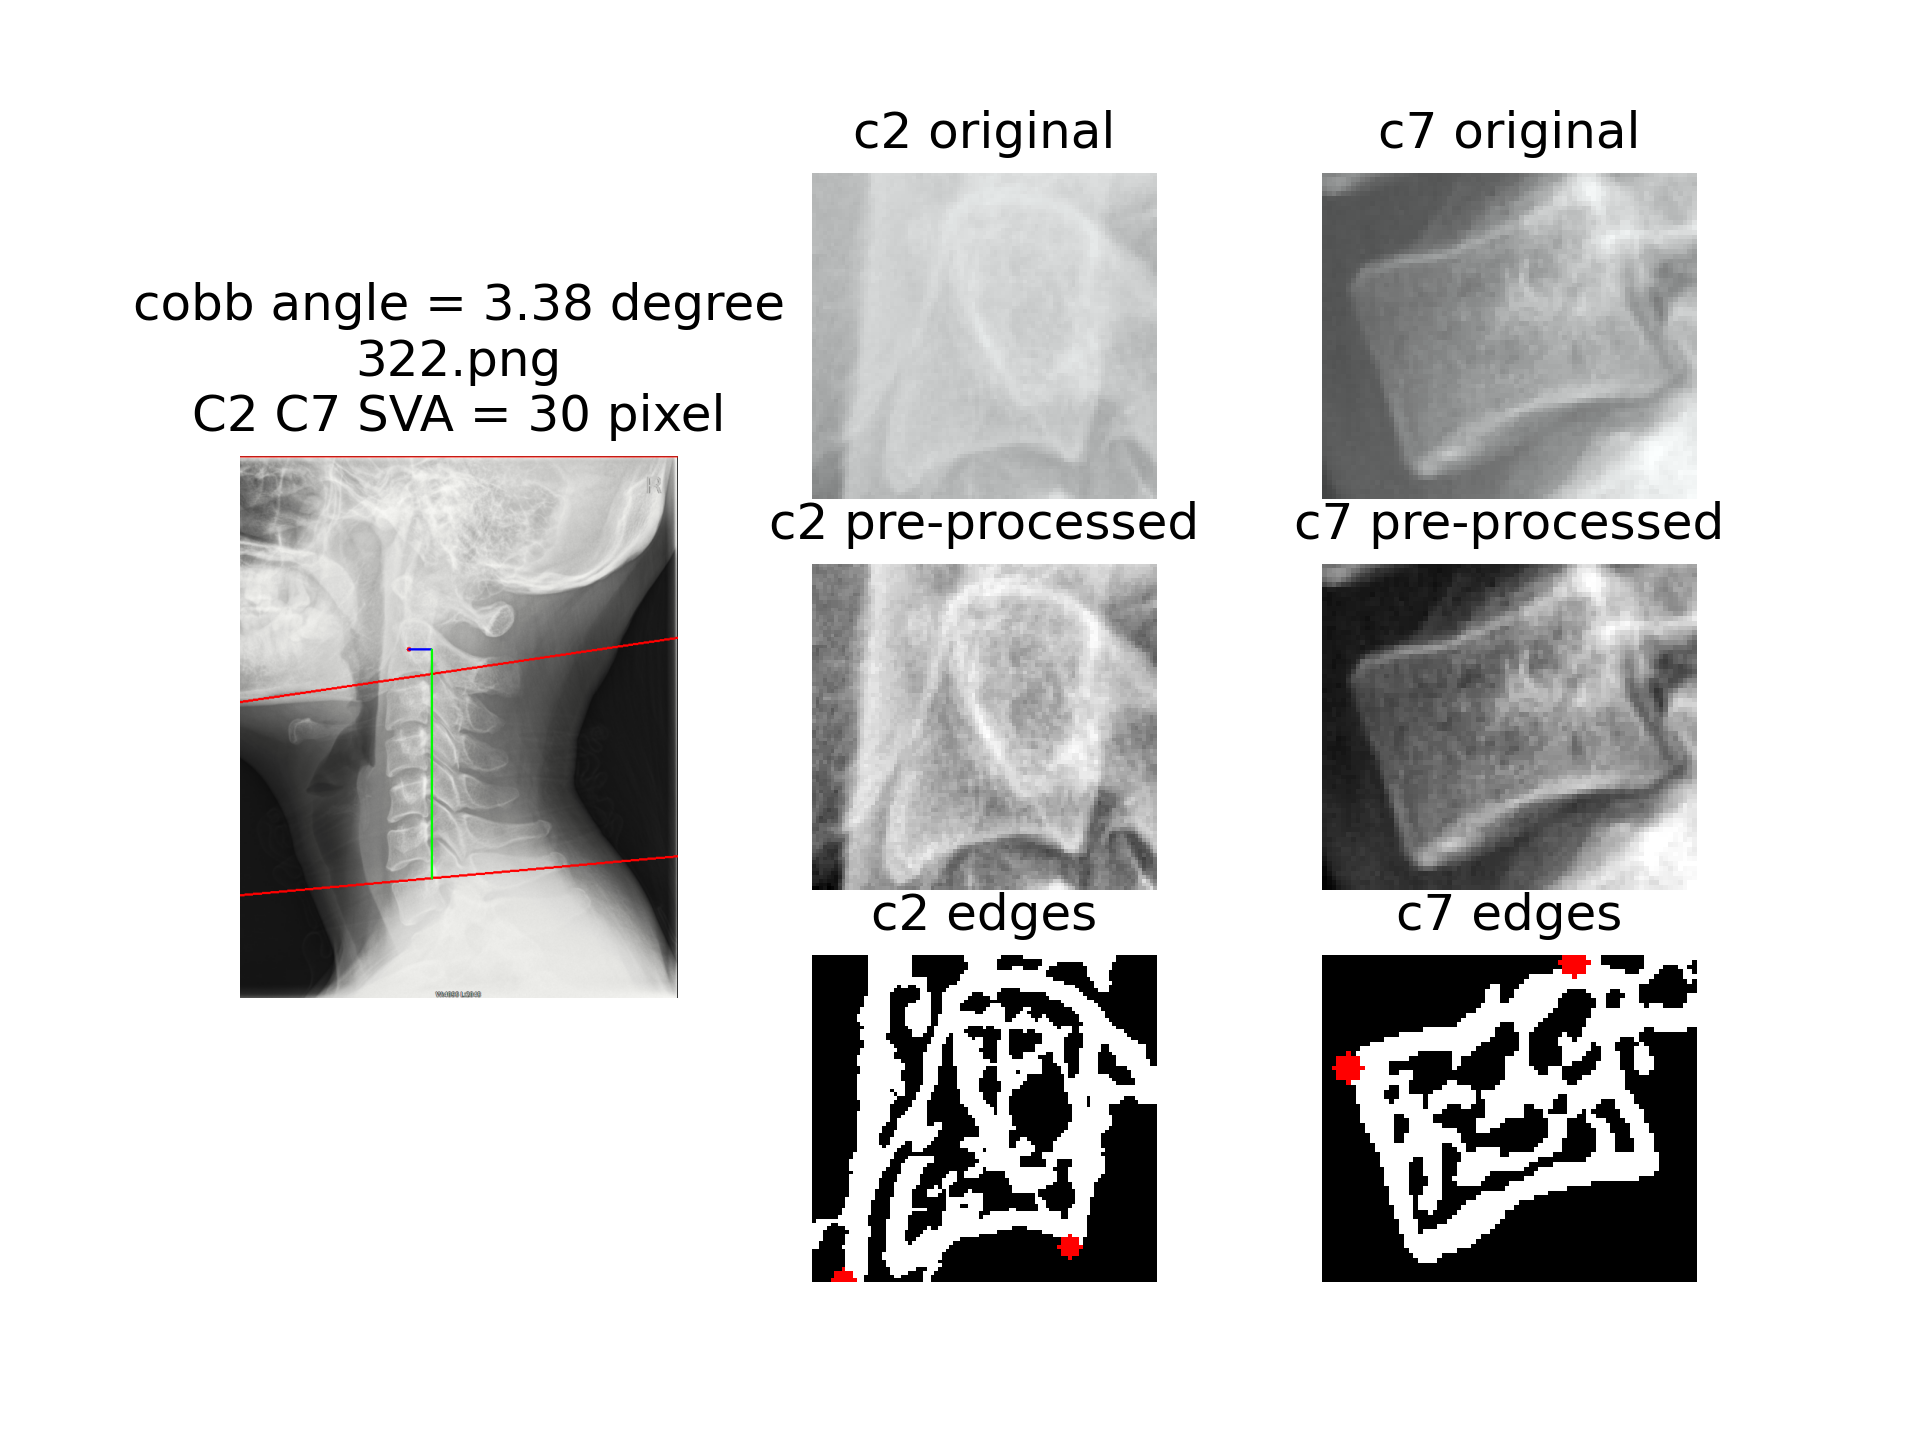 cobb angle = 3.38 degree
322.png
C2 C7 SVA = 30 pixel
R
c2 original
c7 original
c2 pre-processed
c7 pre-processed
c2 edges
c7 edges